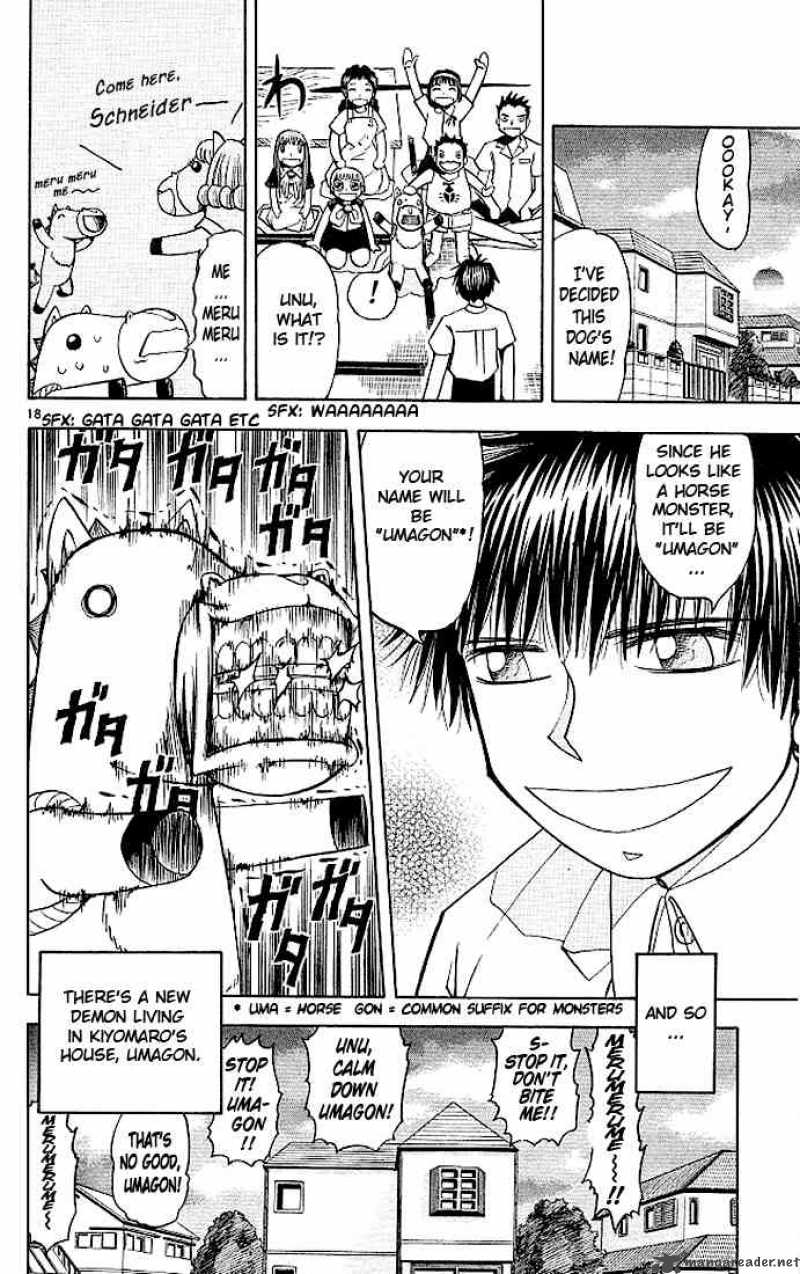 OOOKAY,
I'VE
DECIDED
THIS
DOG'S
NAME!
わ
UNU,
WHAT
IS IT!?
!
Come here,
Schneider
meru meru
me~~
ME
...
MERU
MERU
...
18
SFX: GATA GATA GATA ETC
SFX: WAAAAAAAA
SINCE HE
LOOKS LIKE
A HORSE
MONSTER,
IT'LL BE
"UMAGON"
...
YOUR
NAME WILL
BE
"UMAGON"*!
ガタ
ガタ
ガタ
ガタ
ガタ
ガタ
ガタ
* UMA = HORSE GON = COMMON SUFFIX FOR MONSTERS
AND SO
...
THERE'S A NEW
DEMON LIVING
IN KIYOMARO'S
HOUSE, UMAGON.
MERUMERUME~~!!
S-
STOP IT,
DON'T
BITE
ME!!
UNU,
CALM
DOWN
UMAGON!
STOP
IT!
UMA-
GON
!!
THAT'S
NO GOOD,
UMAGON!
MERUMERUME~
mangareader.net